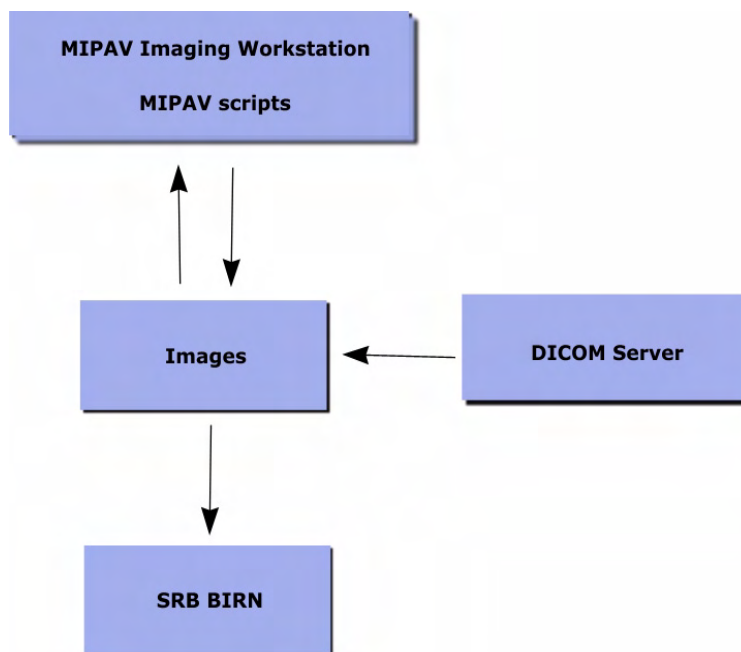 MIPAV Imaging Workstation
MIPAV scripts
Images
DICOM Server
SRB BIRN